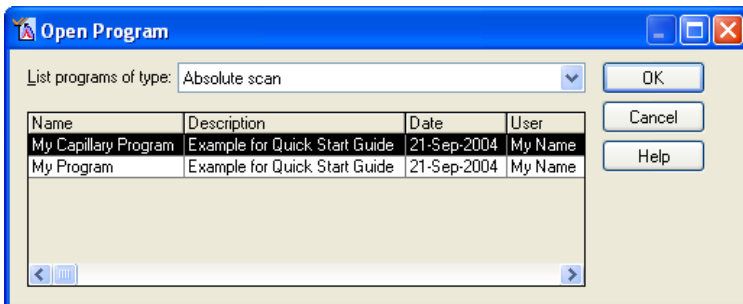 Open Program
List programs of type: Absolute scan
OK
Name Description Date User
Cancel
My Capillary Program Example for Quick Start Guide 21-Sep-2004 My Name
My Program Example for Quick Start Guide 21-Sep-2004 My Name
Help